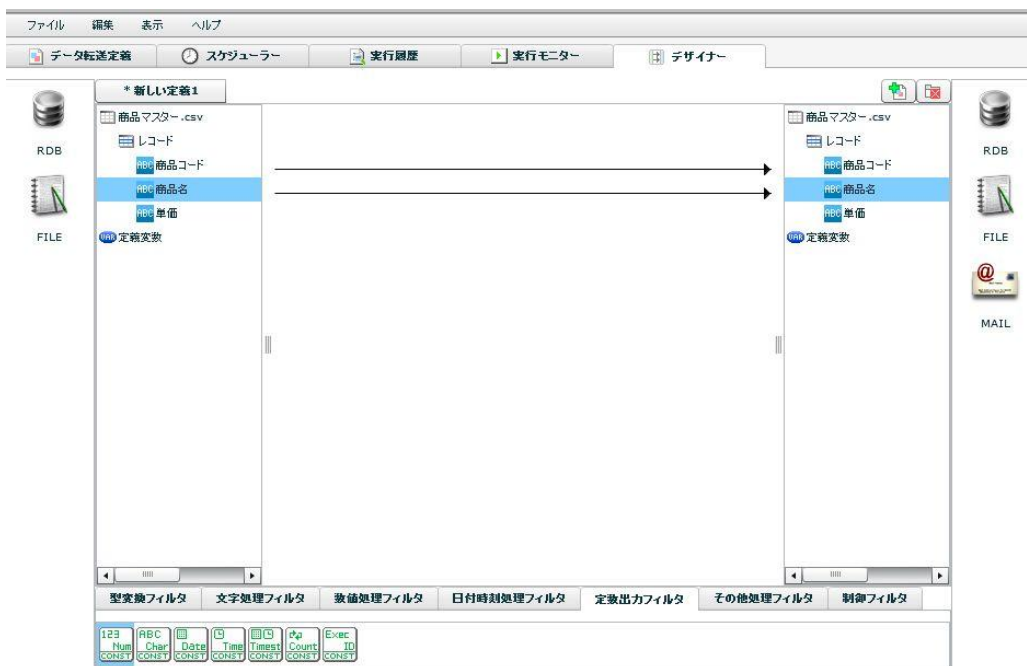 ファイル 編集 表示 ヘルプ
データ転送定義 スケジューラー 実行履歴 実行モニター デザイナー
* 新しい定義1
RDB
FILE
商品マスター.csv
レコード
ABC 商品コード
ABC 商品名
ABC 単価
VAR 定義変数
商品マスター.csv
レコード
ABC 商品コード
ABC 商品名
ABC 単価
VAR 定義変数
RDB
FILE
@
MAIL
型変換フィルタ 文字処理フィルタ 数値処理フィルタ 日付時刻処理フィルタ 定数出力フィルタ その他処理フィルタ 制御フィルタ
123 Num CONST
ABC Char CONST
Date CONST
Time CONST
Timest CONST
Count CONST
Exec ID CONST